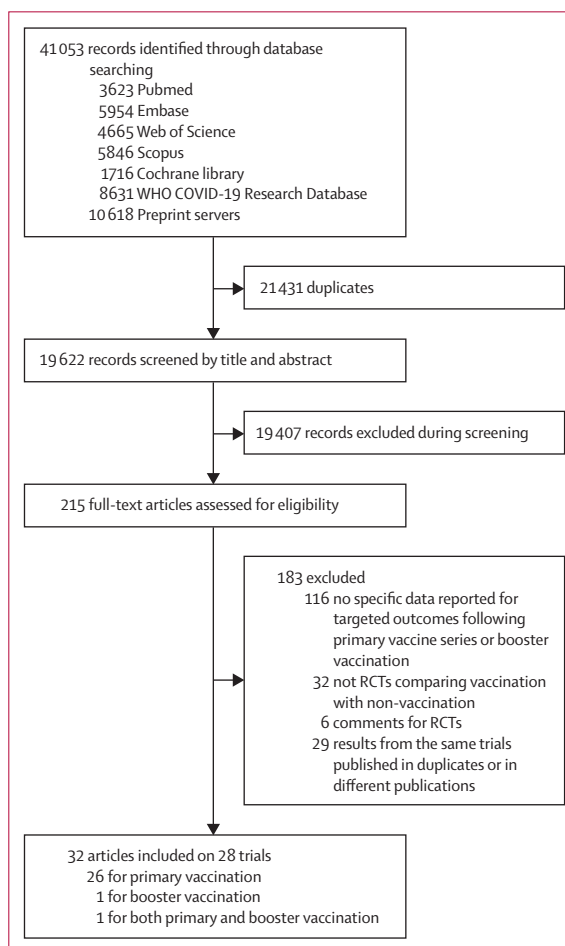 41 053 records identified through database
searching
3623 Pubmed
5954 Embase
4665 Web of Science
5846 Scopus
1716 Cochrane library
8631 WHO COVID-19 Research Database
10 618 Preprint servers
21 431 duplicates
19 622 records screened by title and abstract
19 407 records excluded during screening
215 full-text articles assessed for eligibility
183 excluded
116 no specific data reported for
targeted outcomes following
primary vaccine series or booster
vaccination
32 not RCTs comparing vaccination
with non-vaccination
6 comments for RCTs
29 results from the same trials
published in duplicates or in
different publications
32 articles included on 28 trials
26 for primary vaccination
1 for booster vaccination
1 for both primary and booster vaccination